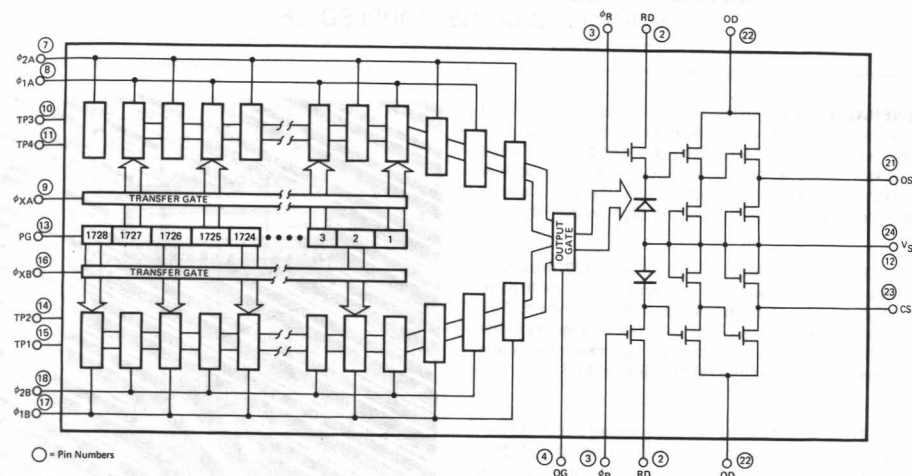 φR RD OD
3 2 22
7
φ2A
8
φ1A
10
TP3
11
TP4
21
OS
9
φXA
TRANSFER GATE
13
PG
1728 1727 1726 1725 1724 3 2 1
OUTPUT GATE
24
12
16
φXB
TRANSFER GATE
23
CS
14
TP2
15
TP1
18
φ2B
17
φ1B
= Pin Numbers
4 3 2 22
OG φR RD OD